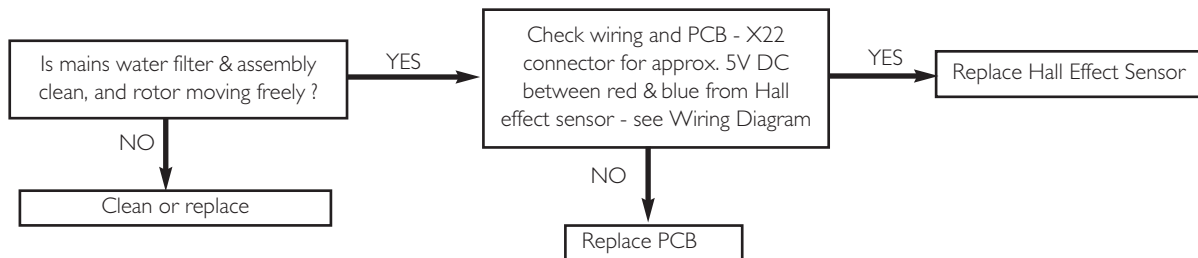 Is mains water filter & assembly
clean, and rotor moving freely ?
YES
Check wiring and PCB - X22
connector for approx. 5V DC
between red & blue from Hall
effect sensor - see Wiring Diagram
YES
Replace Hall Effect Sensor
NO
Clean or replace
NO
Replace PCB